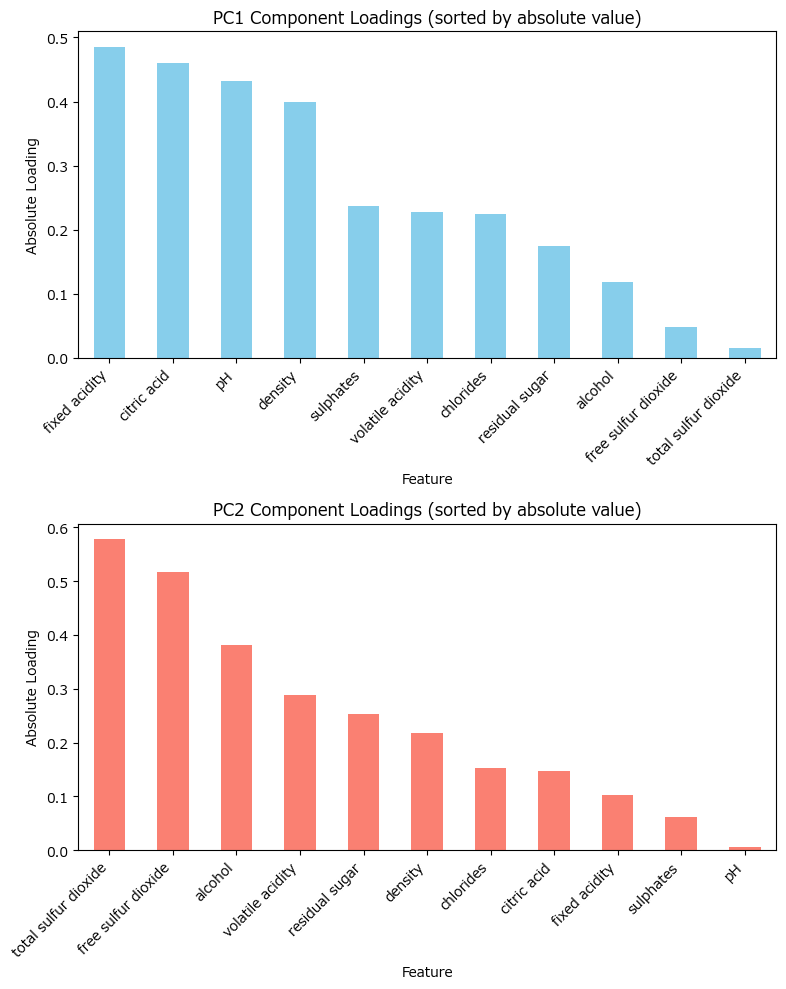 PC1 Component Loadings (sorted by absolute value)
Absolute Loading
0.5
0.4
0.3
0.2
0.1
0.0
fixed acidity
citric acid
pH
density
sulphates
volatile acidity
chlorides
residual sugar
alcohol
free sulfur dioxide
total sulfur dioxide
Feature
PC2 Component Loadings (sorted by absolute value)
Absolute Loading
0.6
0.5
0.4
0.3
0.2
0.1
0.0
total sulfur dioxide
free sulfur dioxide
alcohol
volatile acidity
residual sugar
density
chlorides
citric acid
fixed acidity
sulphates
pH
Feature